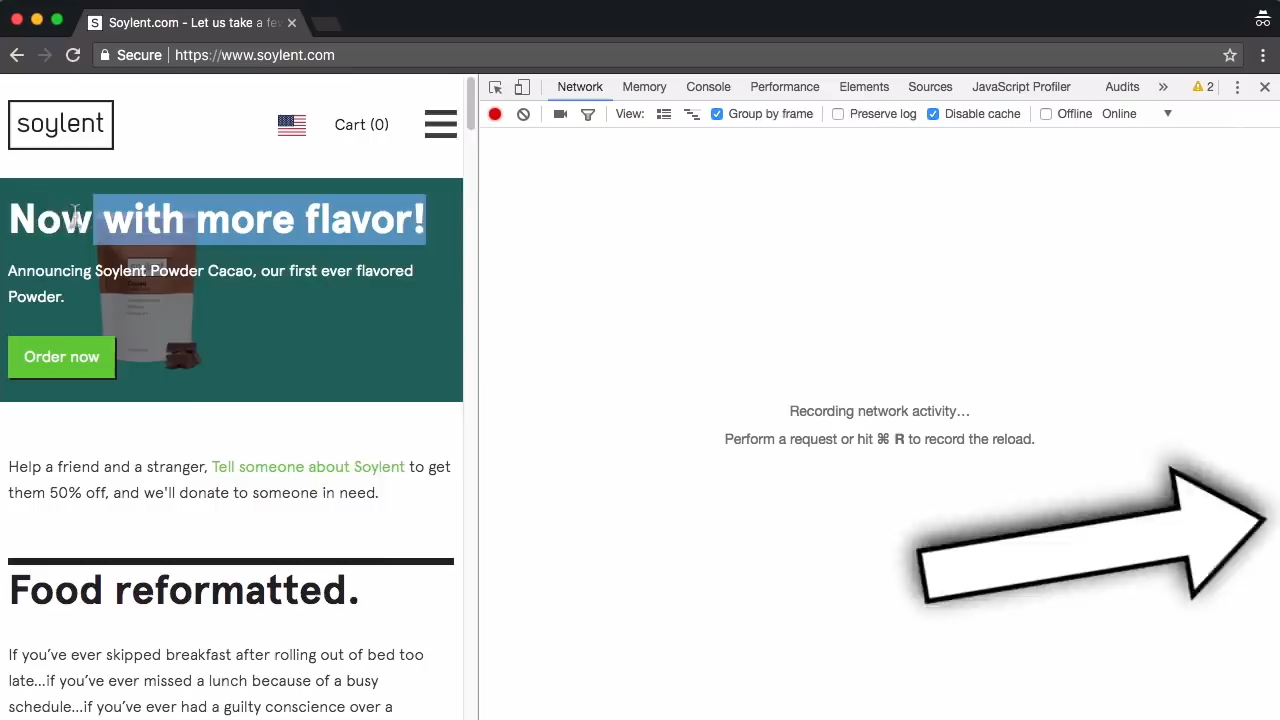 S Soylent.com - Let us take a few
Secure https://www.soylent.com
soylent
Cart (0)
Now with more flavor!
Announcing Soylent Powder Cacao, our first ever flavored
Powder.
Order now
Help a friend and a stranger, Tell someone about Soylent to get
them 50% off, and we'll donate to someone in need.
Food reformatted.
If you’ve ever skipped breakfast after rolling out of bed too
late...if you’ve ever missed a lunch because of a busy
schedule...if you’ve ever had a guilty conscience over a
Network Memory Console Performance Elements Sources JavaScript Profiler Audits » 2
View: Group by frame Preserve log Disable cache Offline Online
Recording network activity…
Perform a request or hit ⌘ R to record the reload.